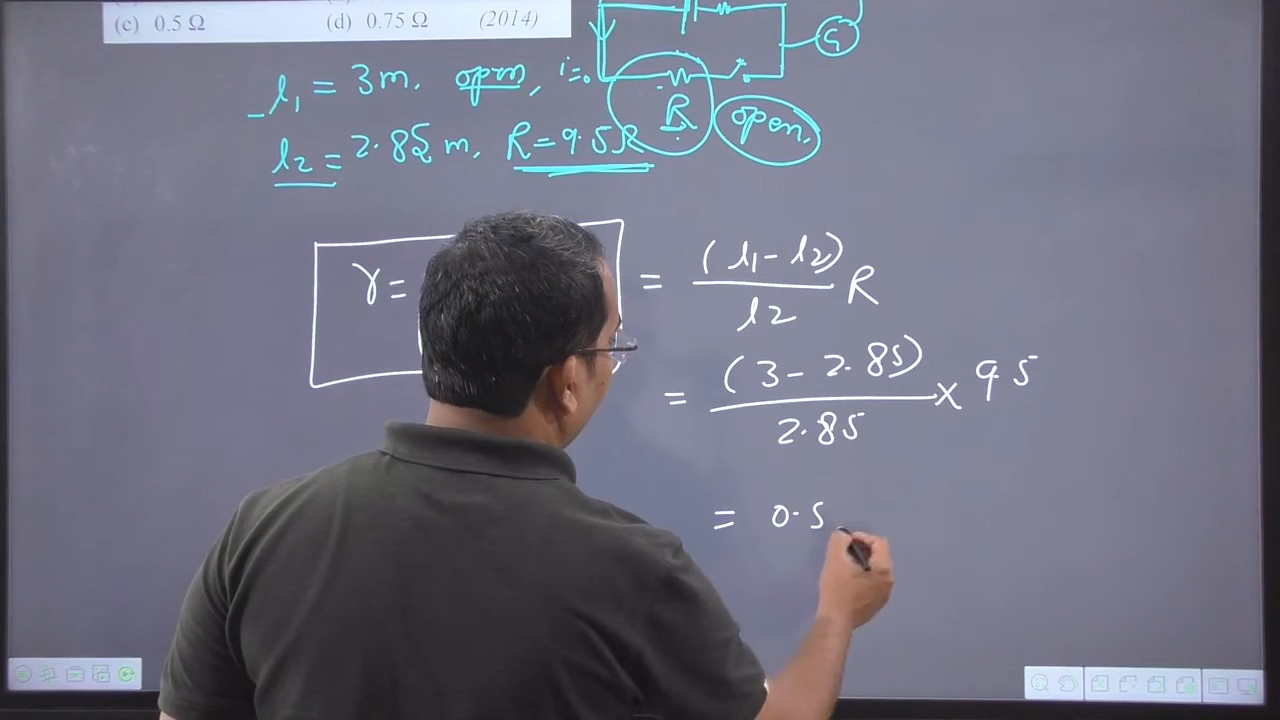 (c) 0.5 Ω (d) 0.75 Ω (2014)
G
l₁ = 3m, open, i=0
R open
l₂ = 2.85 m, R=9.5Ω
r= = (l₁ - l₂) / l₂ R
= (3 - 2.85) / 2.85 × 9 5
= 0.5